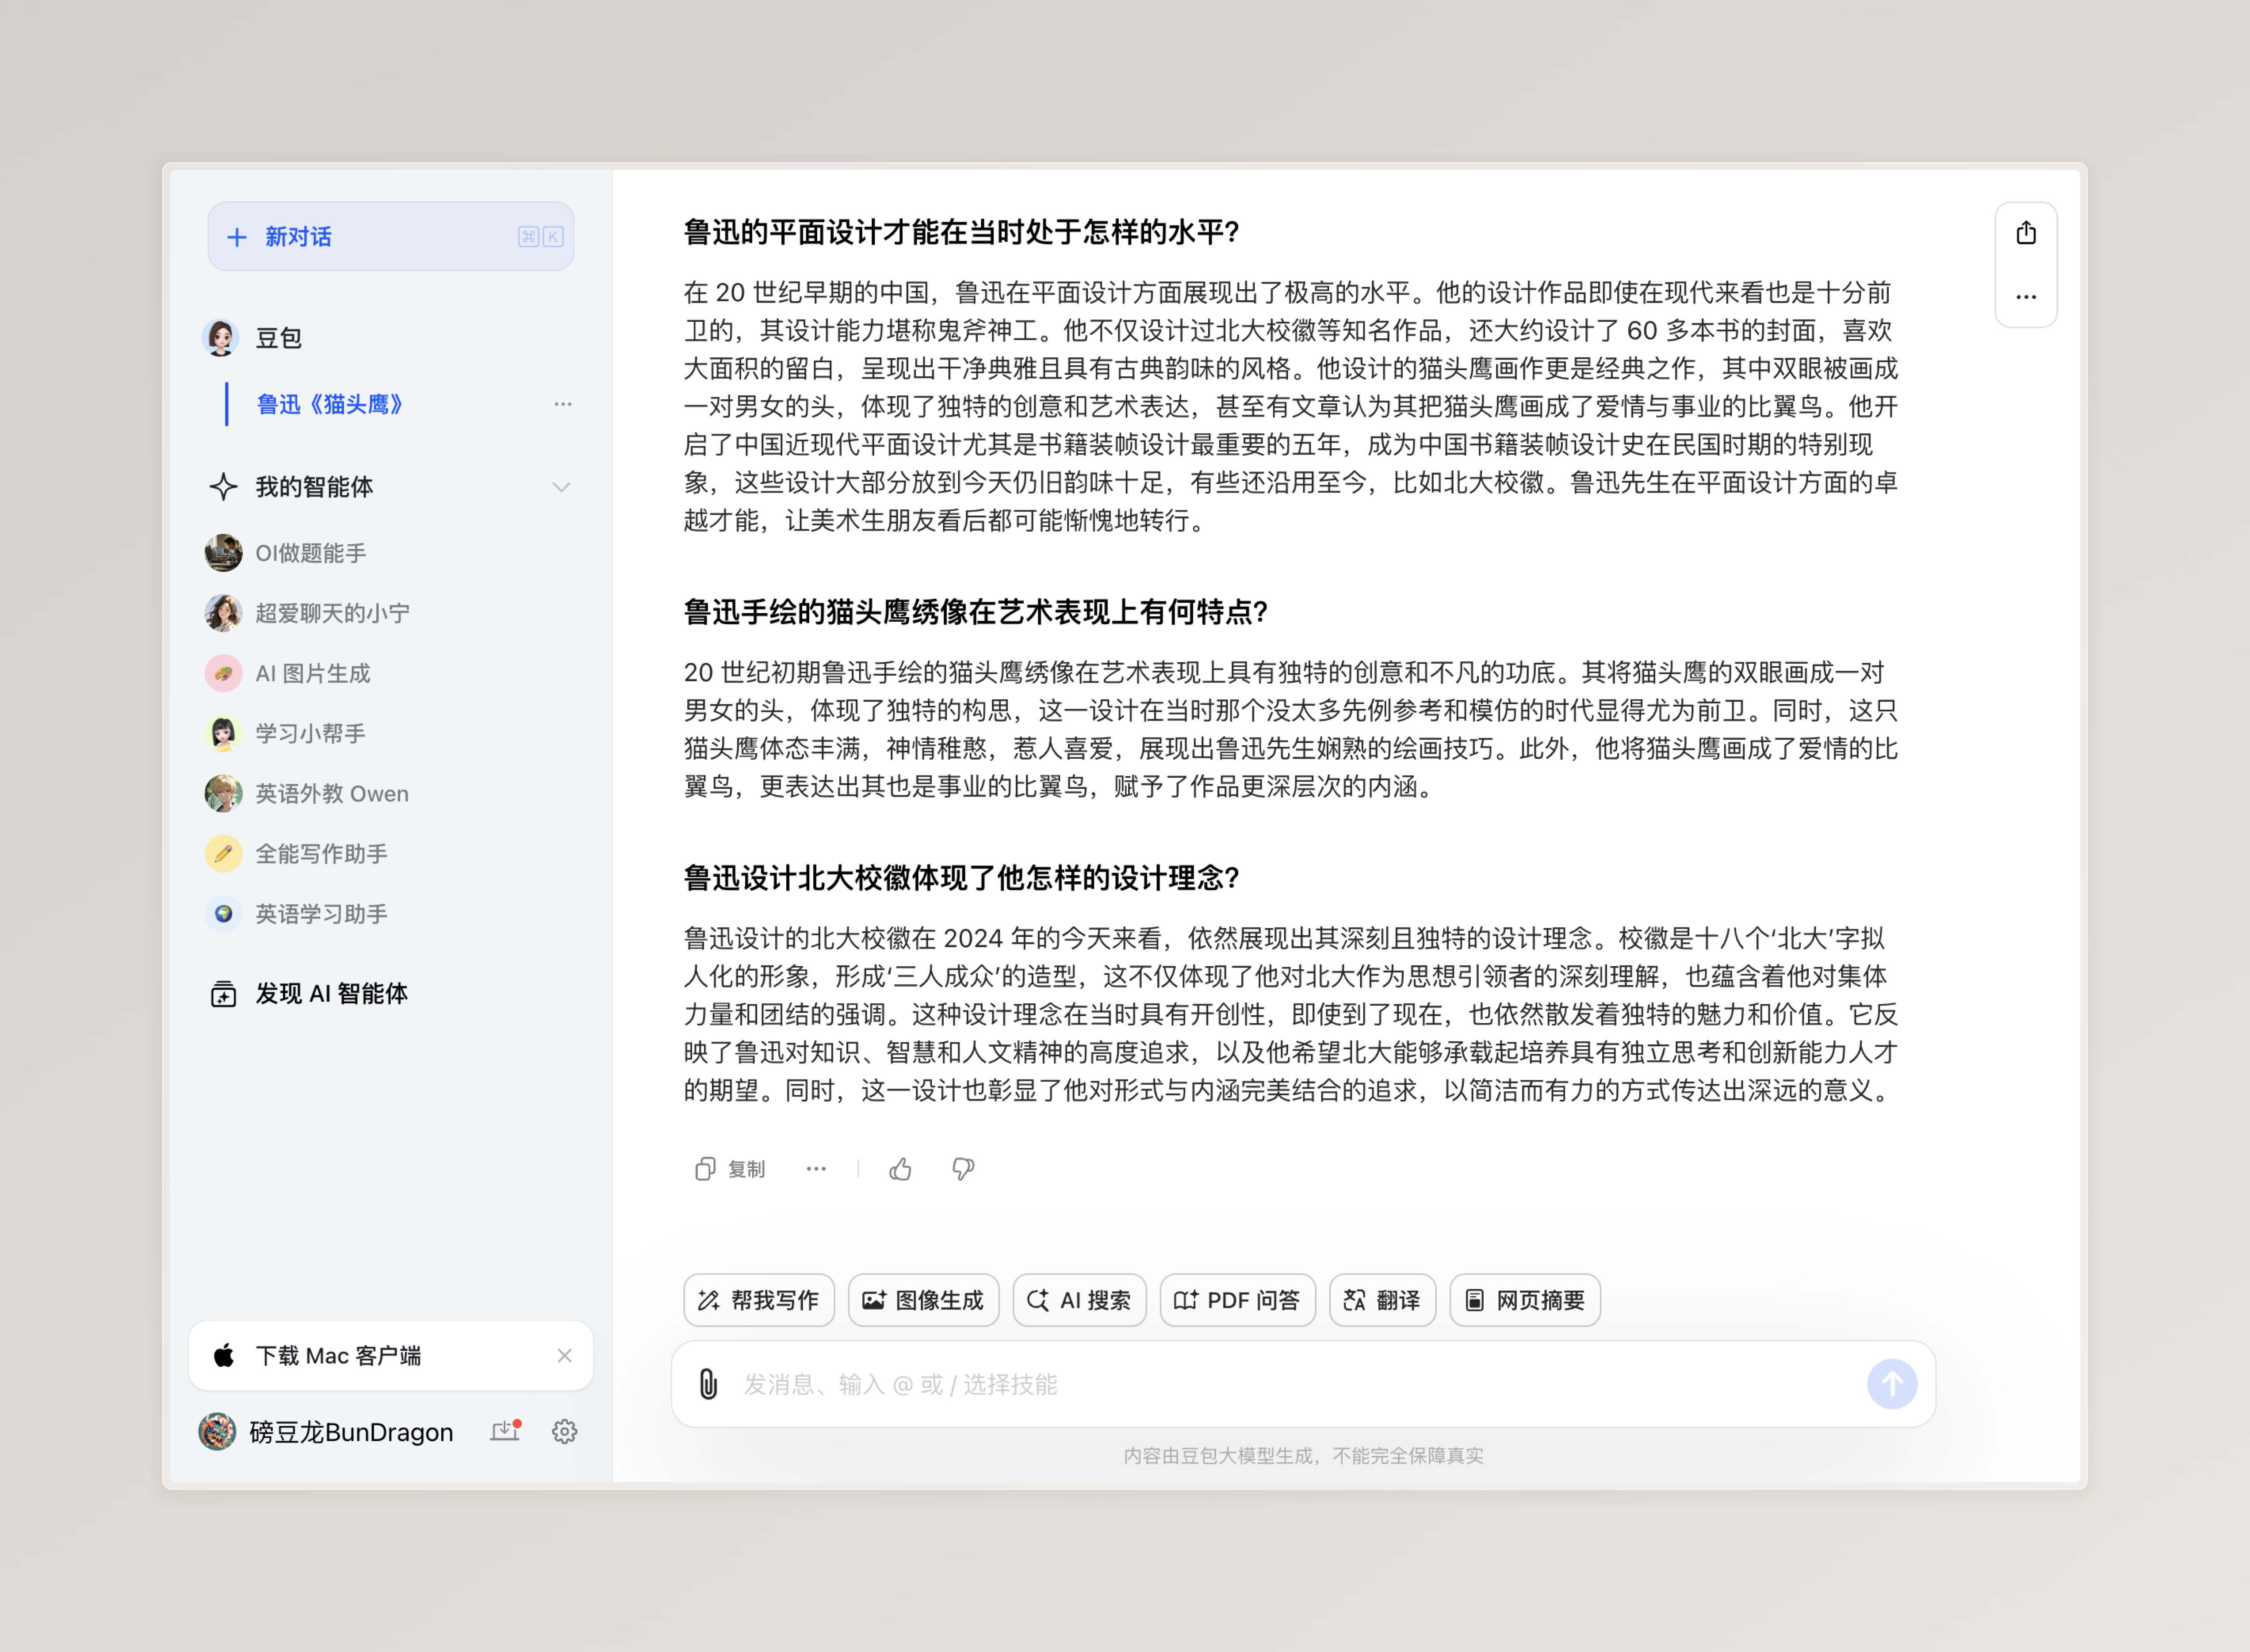 新对话
⌘ K
豆包
鲁迅《猫头鹰》
我的智能体
OI做题能手
超爱聊天的小宁
AI 图片生成
学习小帮手
英语外教 Owen
全能写作助手
英语学习助手
发现 AI 智能体
下载 Mac 客户端
磅豆龙BunDragon
鲁迅的平面设计才能在当时处于怎样的水平?
在 20 世纪早期的中国，鲁迅在平面设计方面展现出了极高的水平。他的设计作品即使在现代来看也是十分前
卫的，其设计能力堪称鬼斧神工。他不仅设计过北大校徽等知名作品，还大约设计了 60 多本书的封面，喜欢
大面积的留白，呈现出干净典雅且具有古典韵味的风格。他设计的猫头鹰画作更是经典之作，其中双眼被画成
一对男女的头，体现了独特的创意和艺术表达，甚至有文章认为其把猫头鹰画成了爱情与事业的比翼鸟。他开
启了中国近现代平面设计尤其是书籍装帧设计最重要的五年，成为中国书籍装帧设计史在民国时期的特别现
象，这些设计大部分放到今天仍旧韵味十足，有些还沿用至今，比如北大校徽。鲁迅先生在平面设计方面的卓
越才能，让美术生朋友看后都可能惭愧地转行。
鲁迅手绘的猫头鹰绣像在艺术表现上有何特点?
20 世纪初期鲁迅手绘的猫头鹰绣像在艺术表现上具有独特的创意和不凡的功底。其将猫头鹰的双眼画成一对
男女的头，体现了独特的构思，这一设计在当时那个没太多先例参考和模仿的时代显得尤为前卫。同时，这只
猫头鹰体态丰满，神情稚憨，惹人喜爱，展现出鲁迅先生娴熟的绘画技巧。此外，他将猫头鹰画成了爱情的比
翼鸟，更表达出其也是事业的比翼鸟，赋予了作品更深层次的内涵。
鲁迅设计北大校徽体现了他怎样的设计理念?
鲁迅设计的北大校徽在 2024 年的今天来看，依然展现出其深刻且独特的设计理念。校徽是十八个‘北大’字拟
人化的形象，形成‘三人成众’的造型，这不仅体现了他对北大作为思想引领者的深刻理解，也蕴含着他对集体
力量和团结的强调。这种设计理念在当时具有开创性，即使到了现在，也依然散发着独特的魅力和价值。它反
映了鲁迅对知识、智慧和人文精神的高度追求，以及他希望北大能够承载起培养具有独立思考和创新能力人才
的期望。同时，这一设计也彰显了他对形式与内涵完美结合的追求，以简洁而有力的方式传达出深远的意义。
复制
帮我写作
图像生成
AI 搜索
PDF 问答
翻译
网页摘要
发消息、输入 @ 或 / 选择技能
内容由豆包大模型生成，不能完全保障真实